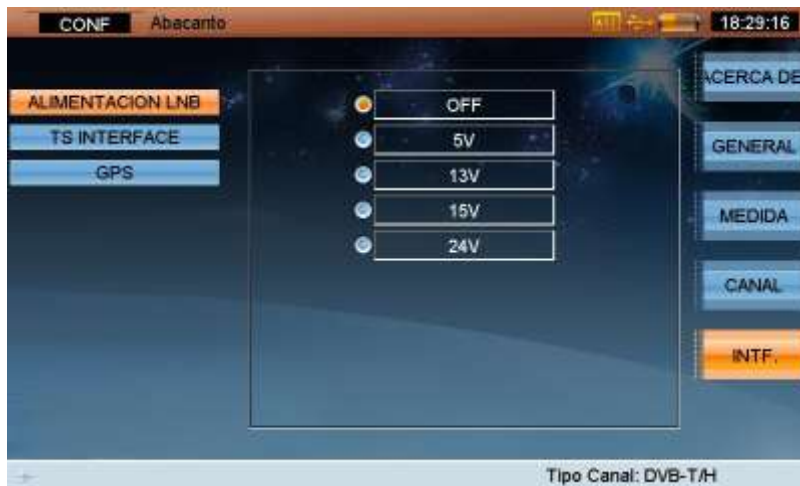 CONF Abacanto 18:29:16
ALIMENTACION LNB
TS INTERFACE
GPS
OFF
5V
13V
15V
24V
ACERCA DE
GENERAL
MEDIDA
CANAL
INTF.
Tipo Canal: DVB-T/H